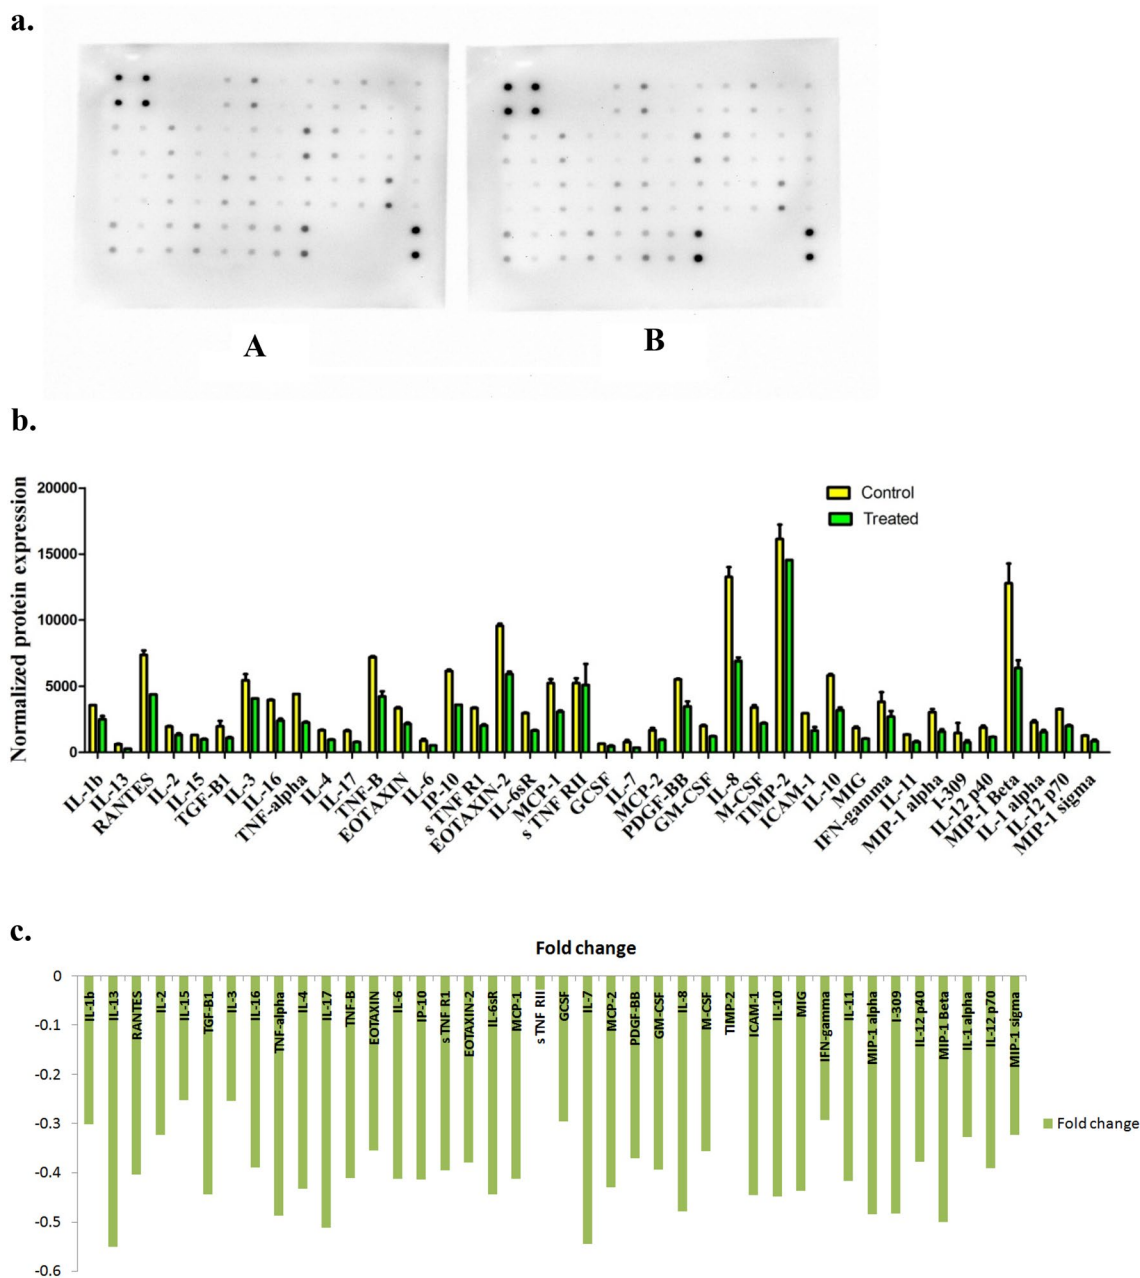 a.
A
B
b.
Normalized protein expression
20000
15000
10000
5000
0
Control
Treated
IL-1b
IL-13
RANTES
IL-2
IL-15
TGF-B1
IL-3
IL-16
TNF-alpha
IL-4
IL-17
TNF-B
EOTAXIN
IL-6
IP-10
s TNF R1
EOTAXIN-2
IL-6sR
MCP-1
s TNF RII
GCSF
IL-7
MCP-2
PDGF-BB
GM-CSF
IL-8
M-CSF
TIMP-2
ICAM-1
IL-10
MIG
IFN-gamma
IL-11
MIP-1 alpha
I-309
IL-12 p40
MIP-1 Beta
IL-1 alpha
IL-12 p70
MIP-1 sigma
c.
Fold change
0
-0.1
-0.2
-0.3
-0.4
-0.5
-0.6
IL-1b
IL-13
RANTES
IL-2
IL-15
TGF-B1
IL-3
IL-16
TNF-alpha
IL-4
IL-17
TNF-B
EOTAXIN
IL-6
IP-10
s TNF R1
EOTAXIN-2
IL-6sR
MCP-1
s TNF RII
GCSF
IL-7
MCP-2
PDGF-BB
GM-CSF
IL-8
M-CSF
TIMP-2
ICAM-1
IL-10
MIG
IFN-gamma
IL-11
MIP-1 alpha
I-309
IL-12 p40
MIP-1 Beta
IL-1 alpha
IL-12 p70
MIP-1 sigma
Fold change